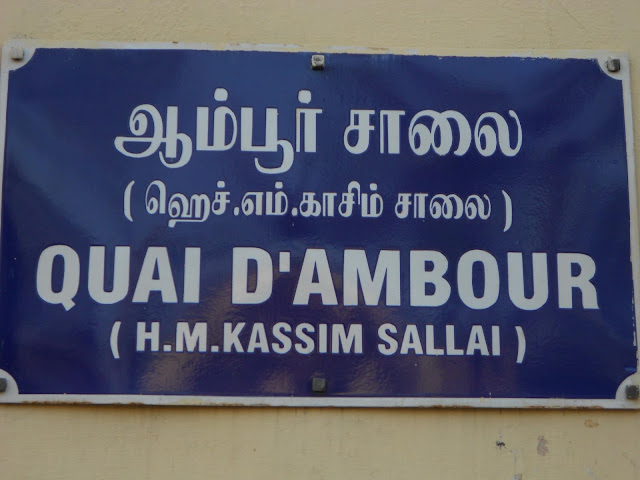 ஆம்பூர் சாலை
( ஹெச்.எம்.காசிம் சாலை )
QUAI D'AMBOUR
( H.M.KASSIM SALLAI )